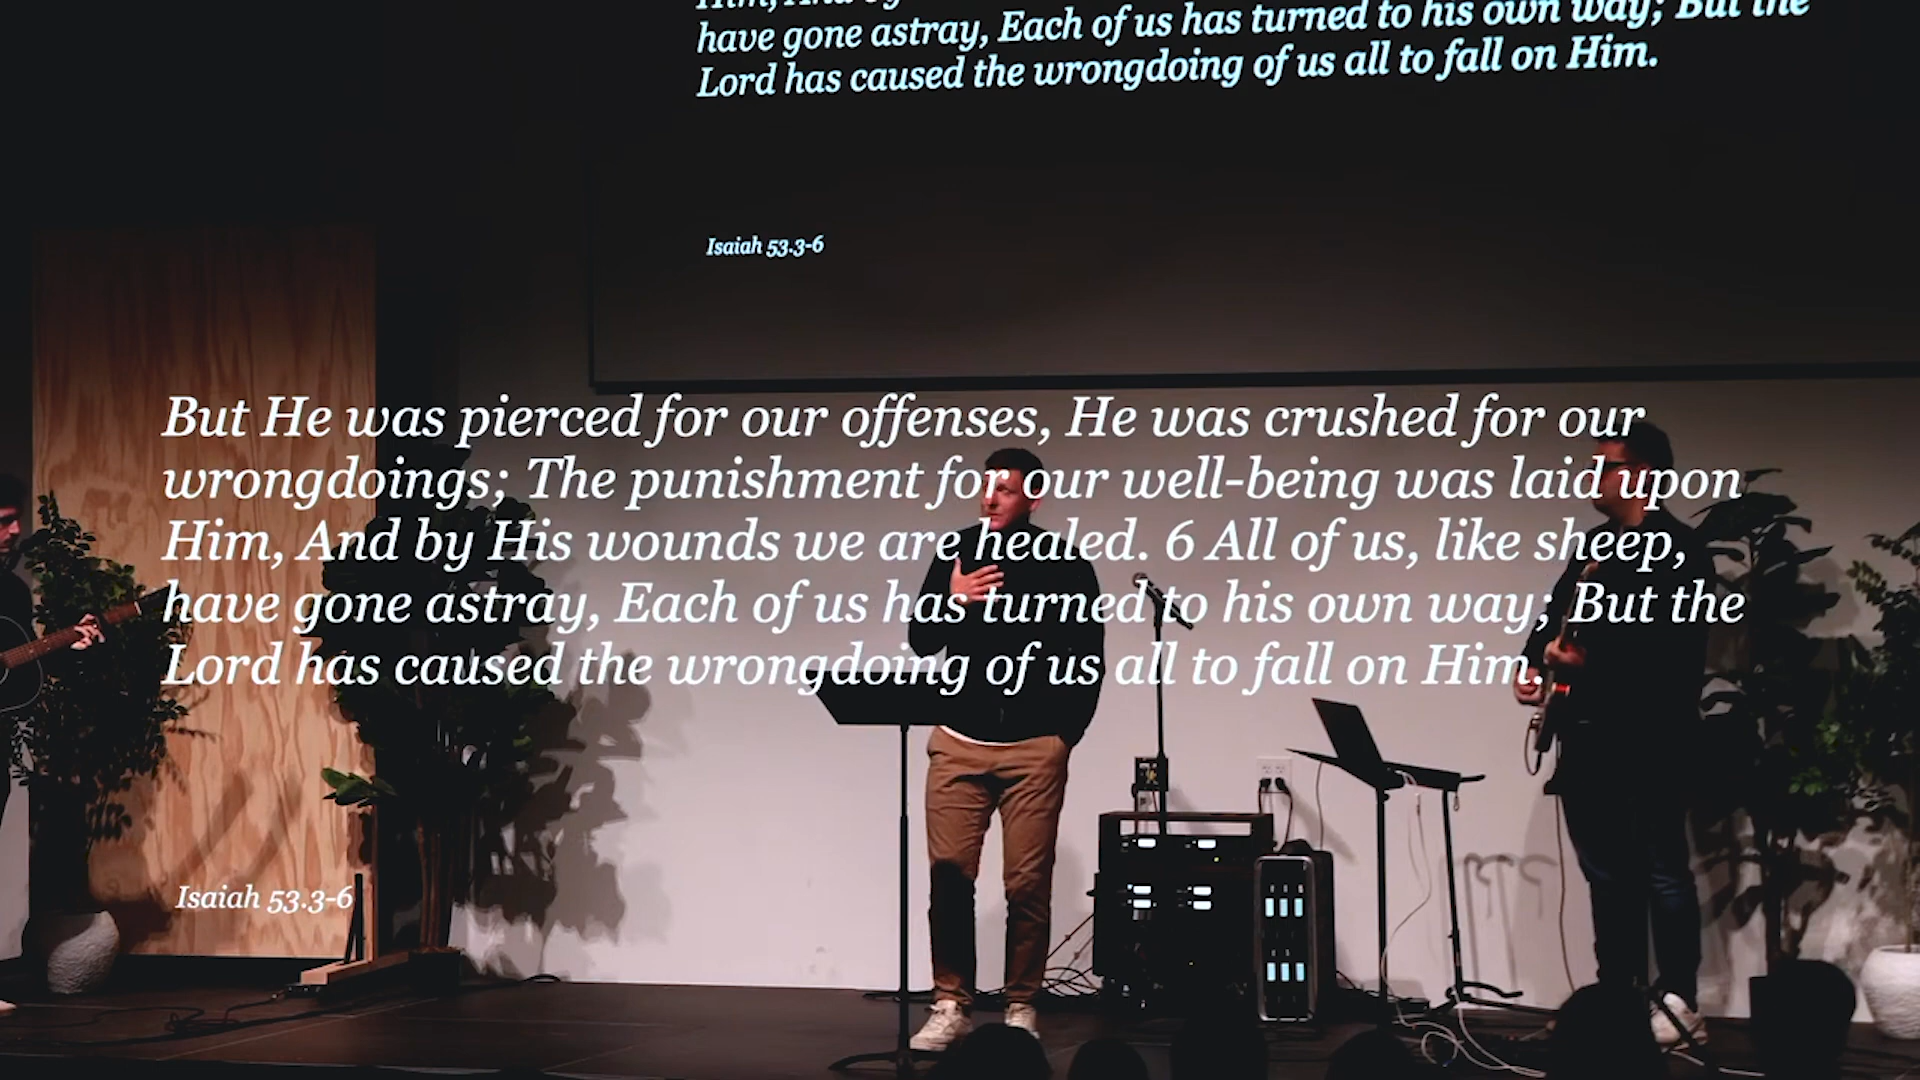 have gone astray, Each of us has turned to his own way; But the
Lord has caused the wrongdoing of us all to fall on Him.
Isaiah 53.3-6
But He was pierced for our offenses, He was crushed for our
wrongdoings; The punishment for our well-being was laid upon
Him, And by His wounds we are healed. 6 All of us, like sheep,
have gone astray, Each of us has turned to his own way; But the
Lord has caused the wrongdoing of us all to fall on Him.
Isaiah 53.3-6